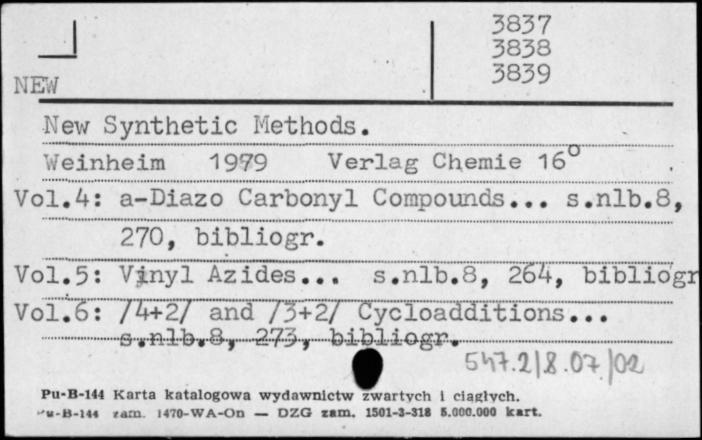 3837
3838
3839
NEW
New Synthetic Methods.
Weinheim 1979 Verlag Chemie 16°
Vol.4: a-Diazo Carbonyl Compounds... s.nlb.8,
270, bibliogr.
Vol.5: Vinyl Azides... s.nlb.8, 264, bibliogr
Vol.6: /4+2/ and /3+2/ Cycloadditions...
s.nlb.8, 273, bibliogr.
547.2/8.07/02
Pu-B-144 Karta katalogowa wydawnictw zwartych i ciągłych.
Pu-B-144 zam. 1470-WA-On — DZG zam. 1501-3-318 5.000.000 kart.